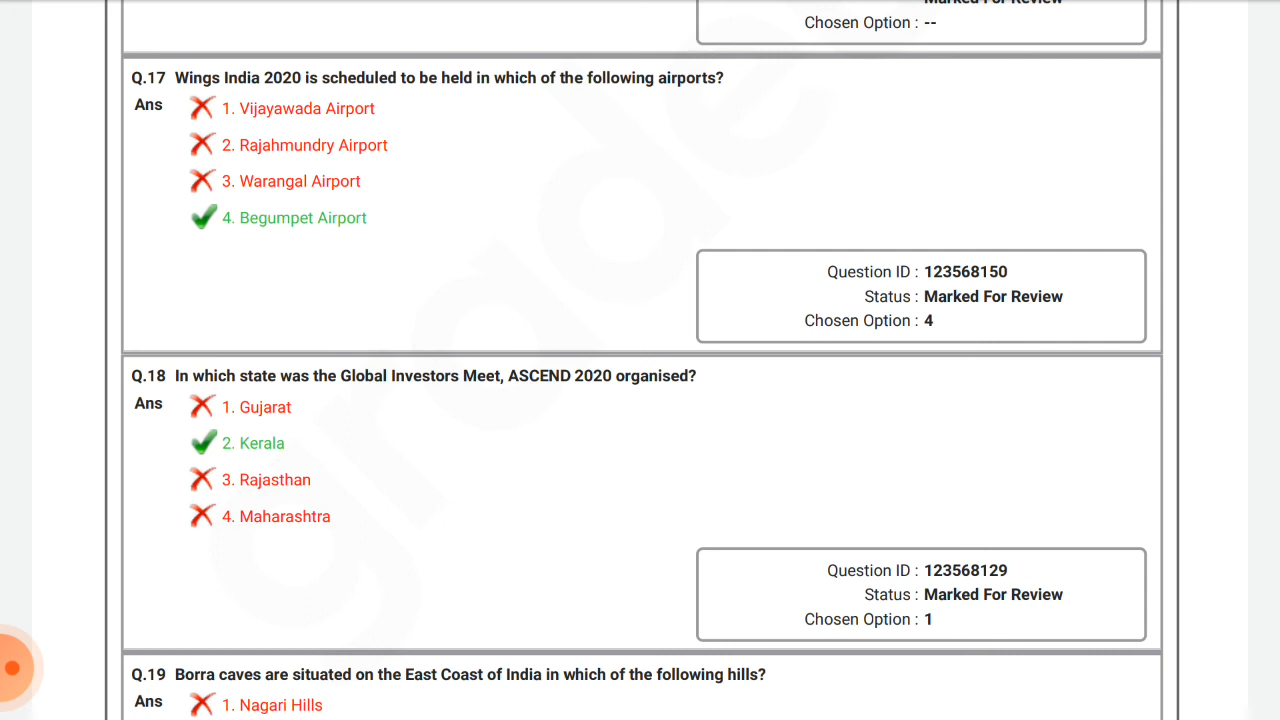 Marked For Review
Chosen Option : --
Q.17 Wings India 2020 is scheduled to be held in which of the following airports?
Ans
1. Vijayawada Airport
2. Rajahmundry Airport
3. Warangal Airport
4. Begumpet Airport
Question ID : 123568150
Status : Marked For Review
Chosen Option : 4
Q.18 In which state was the Global Investors Meet, ASCEND 2020 organised?
Ans
1. Gujarat
2. Kerala
3. Rajasthan
4. Maharashtra
Question ID : 123568129
Status : Marked For Review
Chosen Option : 1
Q.19 Borra caves are situated on the East Coast of India in which of the following hills?
Ans
1. Nagari Hills
grade